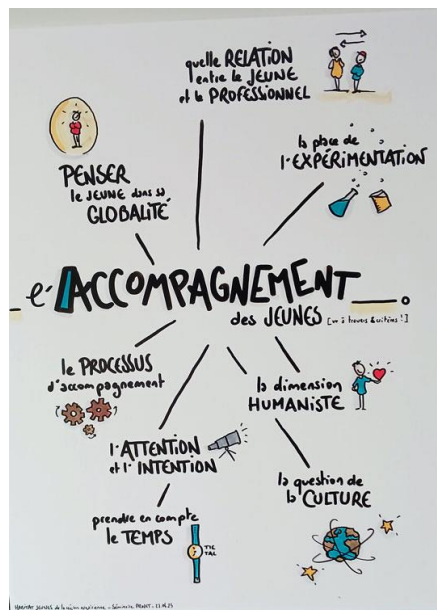 quelle RELATION
entre le JEUNE
et le PROFESSIONNEL
PENSER
le JEUNE dans sa
GLOBALITÉ
la place de
l'EXPÉRIMENTATION
l'ACCOMPAGNEMENT
des JEUNES
le PROCESSUS
d'accompagnement
la dimension
HUMANISTE
l'ATTENTION
et l'INTENTION
la question de
la CULTURE
prendre en compte
le TEMPS
TIC
TAC